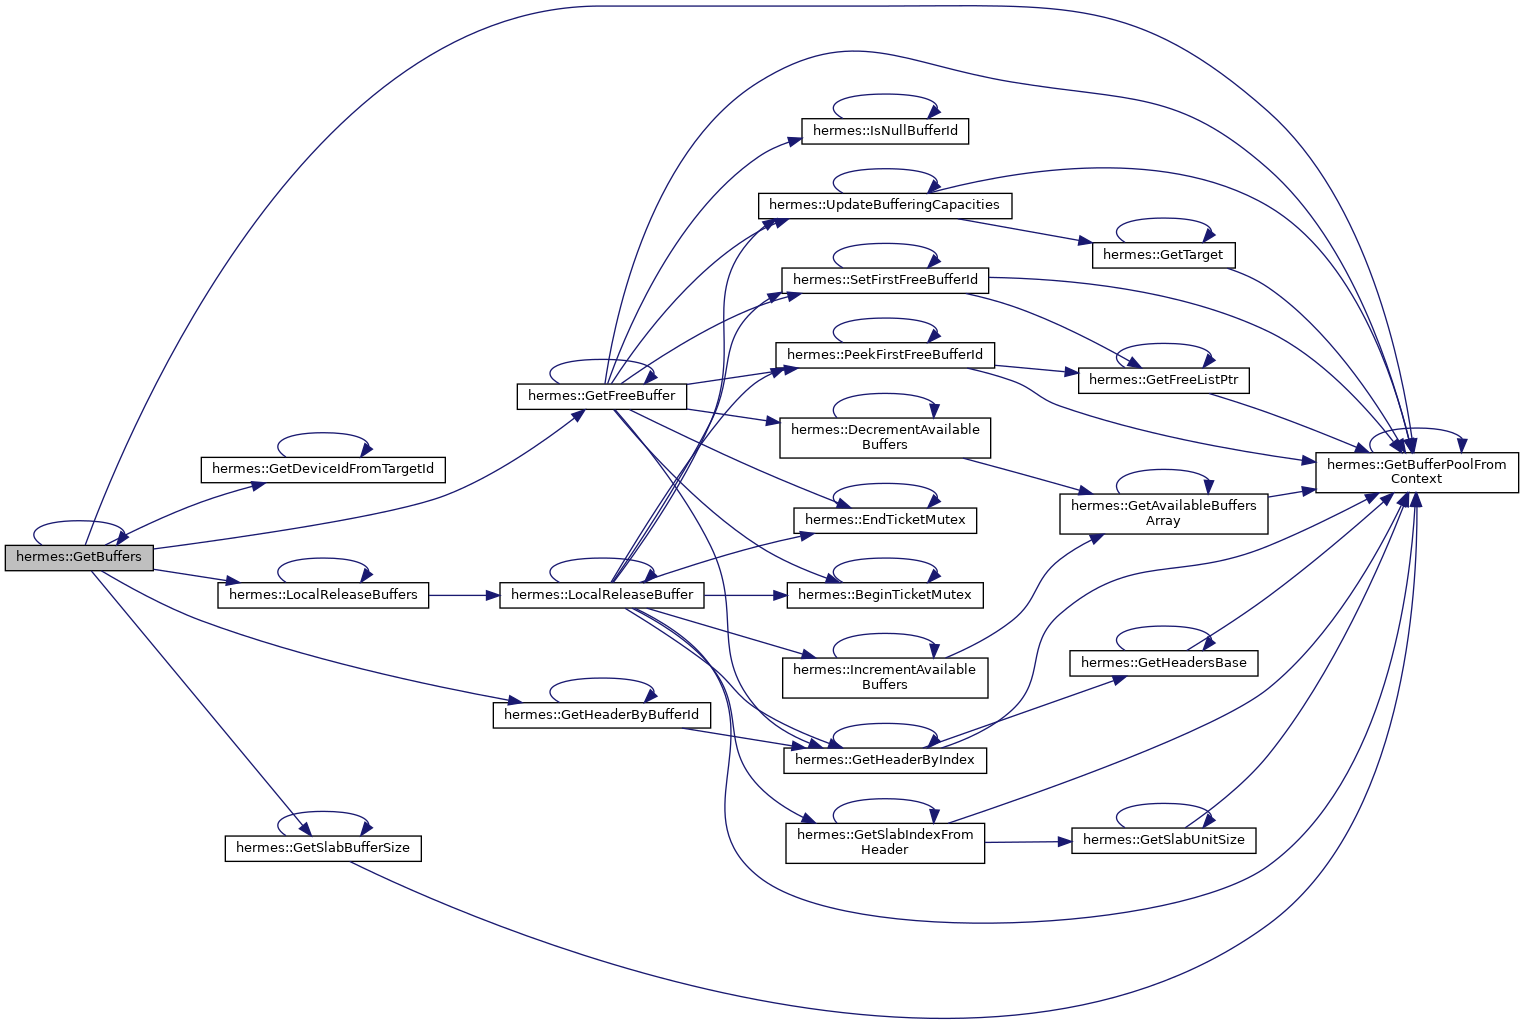 hermes::IsNullBufferId
hermes::UpdateBufferingCapacities
hermes::GetTarget
hermes::SetFirstFreeBufferId
hermes::PeekFirstFreeBufferId
hermes::GetFreeListPtr
hermes::GetFreeBuffer
hermes::DecrementAvailable
Buffers
hermes::GetDeviceIdFromTargetId
hermes::GetBufferPoolFrom
Context
hermes::GetAvailableBuffers
Array
hermes::EndTicketMutex
hermes::GetBuffers
hermes::LocalReleaseBuffers
hermes::LocalReleaseBuffer
hermes::BeginTicketMutex
hermes::GetHeadersBase
hermes::IncrementAvailable
Buffers
hermes::GetHeaderByBufferId
hermes::GetHeaderByIndex
hermes::GetSlabBufferSize
hermes::GetSlabIndexFrom
Header
hermes::GetSlabUnitSize